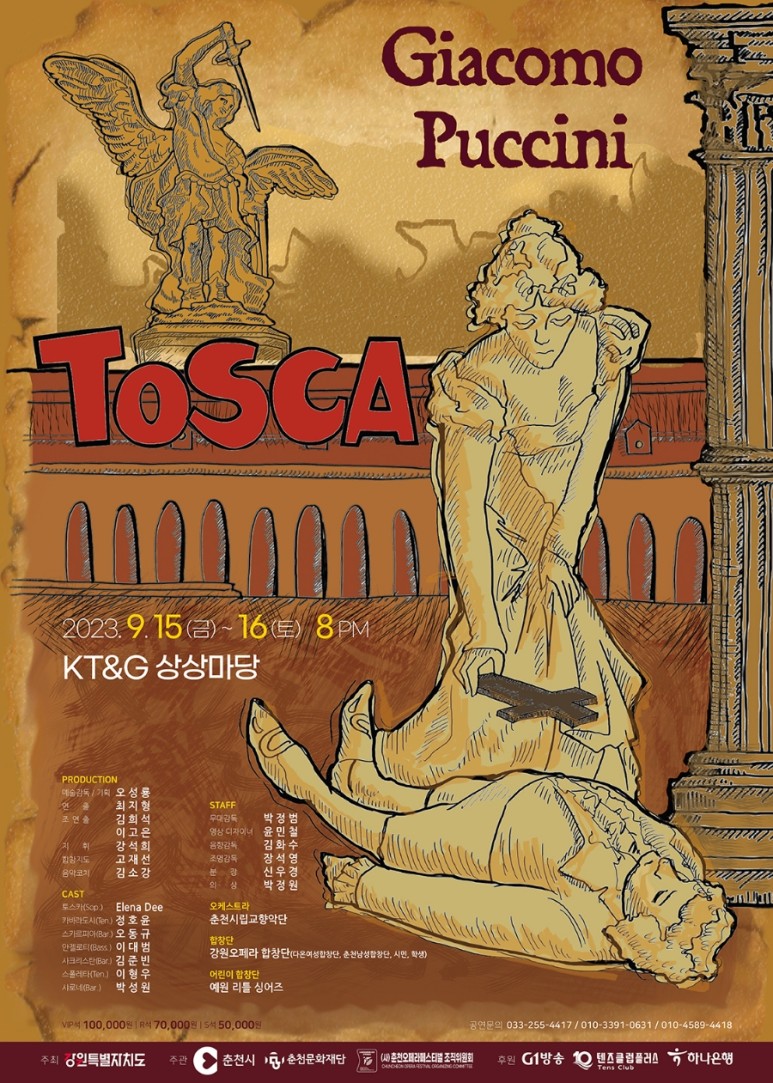 Giacomo
Puccini
TOSCA
2023. 9. 15 (금) ~ 16 (토) 8 PM
KT&G 상상마당
PRODUCTION
예술감독 / 기획 오성룡
연 출 최지형
조연출 김희석
이고은
지 휘 강석희
합창지도 고재선
음악코치 김소강
CAST
토스카(Sop.) Elena Dee
카바라도시(Ten.) 정호윤
스카르피아(Bar.) 오동규
안젤로티(Bass.) 이대범
사크리스탄(Bar.) 김준빈
스폴레타(Ten.) 이형우
샤로네(Bar.) 박성원
STAFF
무대감독 박정범
영상 디자이너 윤민철
음향감독 김화수
조명감독 장석영
분 장 신우경
의 상 박정원
오케스트라
춘천시립교향악단
합창단
강원오페라 합창단(다온여성합창단, 춘천남성합창단, 시민, 학생)
어린이 합창단
예원 리틀 싱어즈
VIP석 100,000원 | R석 70,000원 | S석 50,000원
공연문의 033-255-4417 / 010-3391-0631 / 010-4589-4418
주최 강원특별자치도 주관 춘천시 춘천문화재단 (사)춘천오페라페스티벌 조직위원회
CHUNCHEON OPERA FESTIVAL ORGANIZING COMMITTEE
후원 G1방송 텐즈클럽플러스 하나은행
Tens Club